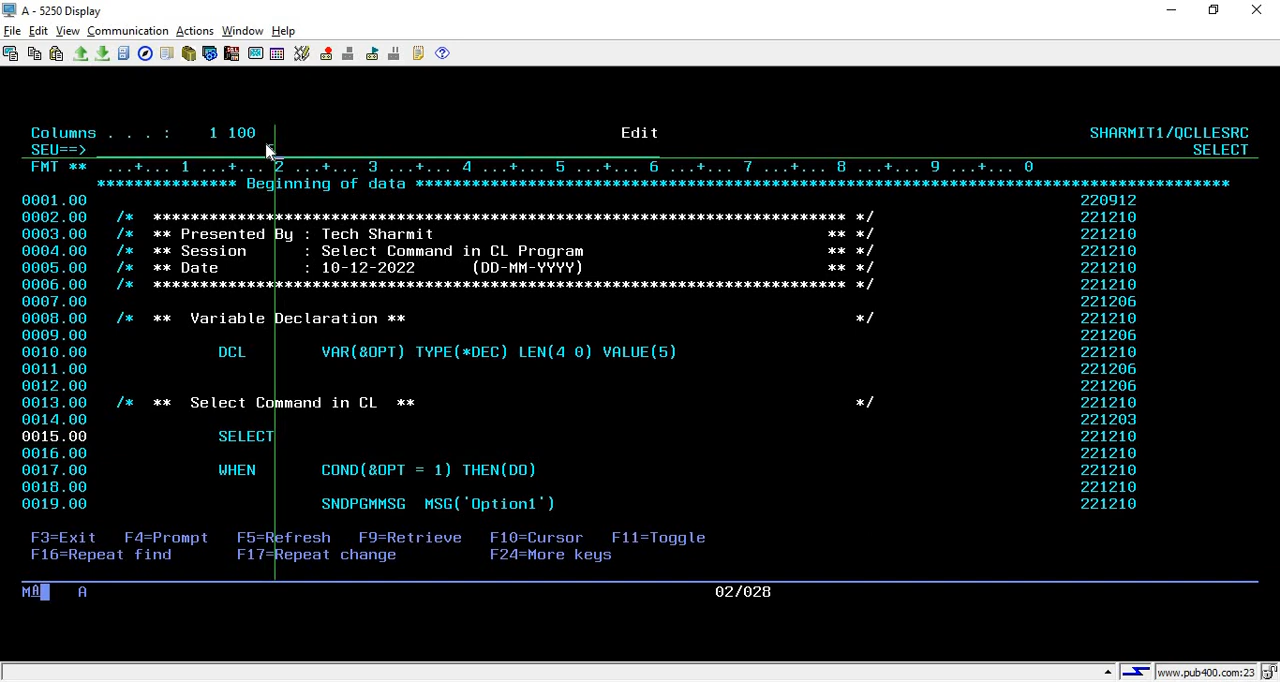 A - 5250 Display
File Edit View Communication Actions Window Help
Columns . . . : 1 100 Edit SHARMIT1/QCLLESRC
SEU==> SELECT
FMT ** ...+... 1 ...+... 2 ...+... 3 ...+... 4 ...+... 5 ...+... 6 ...+... 7 ...+... 8 ...+... 9 ...+... 0
*************** Beginning of data ***************************************************************************************
0001.00 220912
0002.00 /* ************************************************************************** */ 221210
0003.00 /* ** Presented By : Tech Sharmit ** */ 221210
0004.00 /* ** Session : Select Command in CL Program ** */ 221210
0005.00 /* ** Date : 10-12-2022 (DD-MM-YYYY) ** */ 221210
0006.00 /* ************************************************************************** */ 221210
0007.00 221206
0008.00 /* ** Variable Declaration ** */ 221210
0009.00 221206
0010.00 DCL VAR(&OPT) TYPE(*DEC) LEN(4 0) VALUE(5) 221210
0011.00 221206
0012.00 221206
0013.00 /* ** Select Command in CL ** */ 221210
0014.00 221203
0015.00 SELECT 221210
0016.00 221210
0017.00 WHEN COND(&OPT = 1) THEN(DO) 221210
0018.00 221210
0019.00 SNDPGMMSG MSG('Option1') 221210
F3=Exit F4=Prompt F5=Refresh F9=Retrieve F10=Cursor F11=Toggle
F16=Repeat find F17=Repeat change F24=More keys
MA A 02/028
www.pub400.com:23